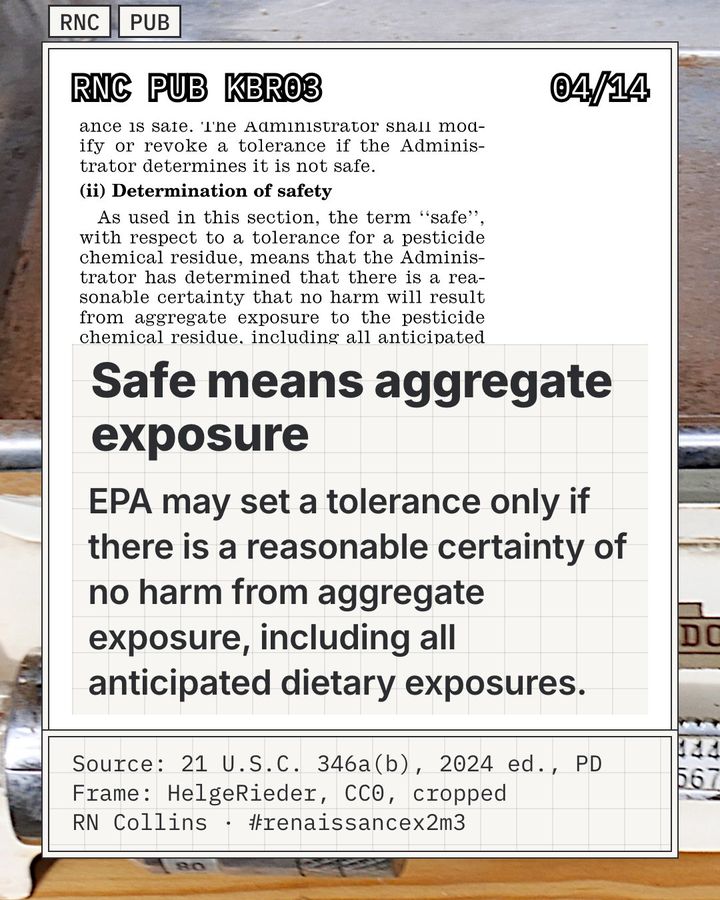 RNC PUB
RNC PUB KBR03 04/14
ance is safe. The Administrator shall mod-
ify or revoke a tolerance if the Adminis-
trator determines it is not safe.
(ii) Determination of safety
As used in this section, the term ‘‘safe’’,
with respect to a tolerance for a pesticide
chemical residue, means that the Adminis-
trator has determined that there is a rea-
sonable certainty that no harm will result
from aggregate exposure to the pesticide
chemical residue, including all anticipated
Safe means aggregate
exposure
EPA may set a tolerance only if
there is a reasonable certainty of
no harm from aggregate
exposure, including all
anticipated dietary exposures.
Source: 21 U.S.C. 346a(b), 2024 ed., PD
Frame: HelgeRieder, CC0, cropped
RN Collins · #renaissancex2m3
80